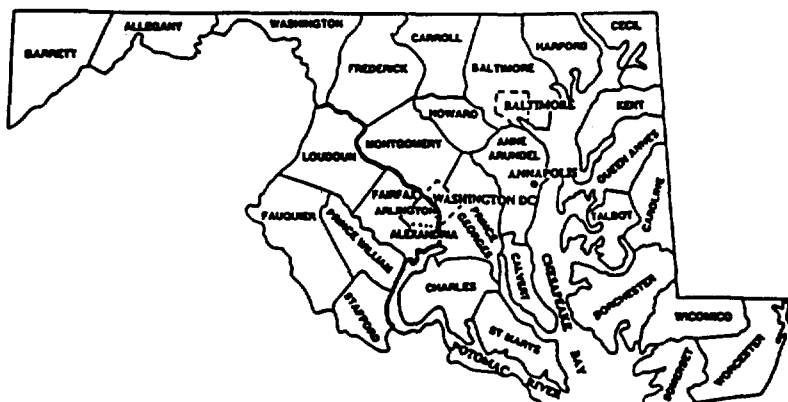 BARRETT
ALLEGANY
WASHINGTON
FREDERICK
CARROLL
BALTIMORE
HARFORD
CECIL
BALTIMORE
KENT
HOWARD
MONTGOMERY
LOUDOUN
ANNE
ARUNDEL
ANNAPOLIS
QUEEN ANNES
CAROLINE
TALBOT
FAIRFAX
ARLINGTON
ALEXANDRIA
WASHINGTON DC
PRINCE
GEORGES
FAUQUIER
PRINCE WILLIAM
STAFFORD
CHARLES
CALVERT
CHESAPEAKE
BAY
DORCHESTER
WICOMICO
ST MARYS
POTOMAC
RIVER
SOMERSET
WORCESTER